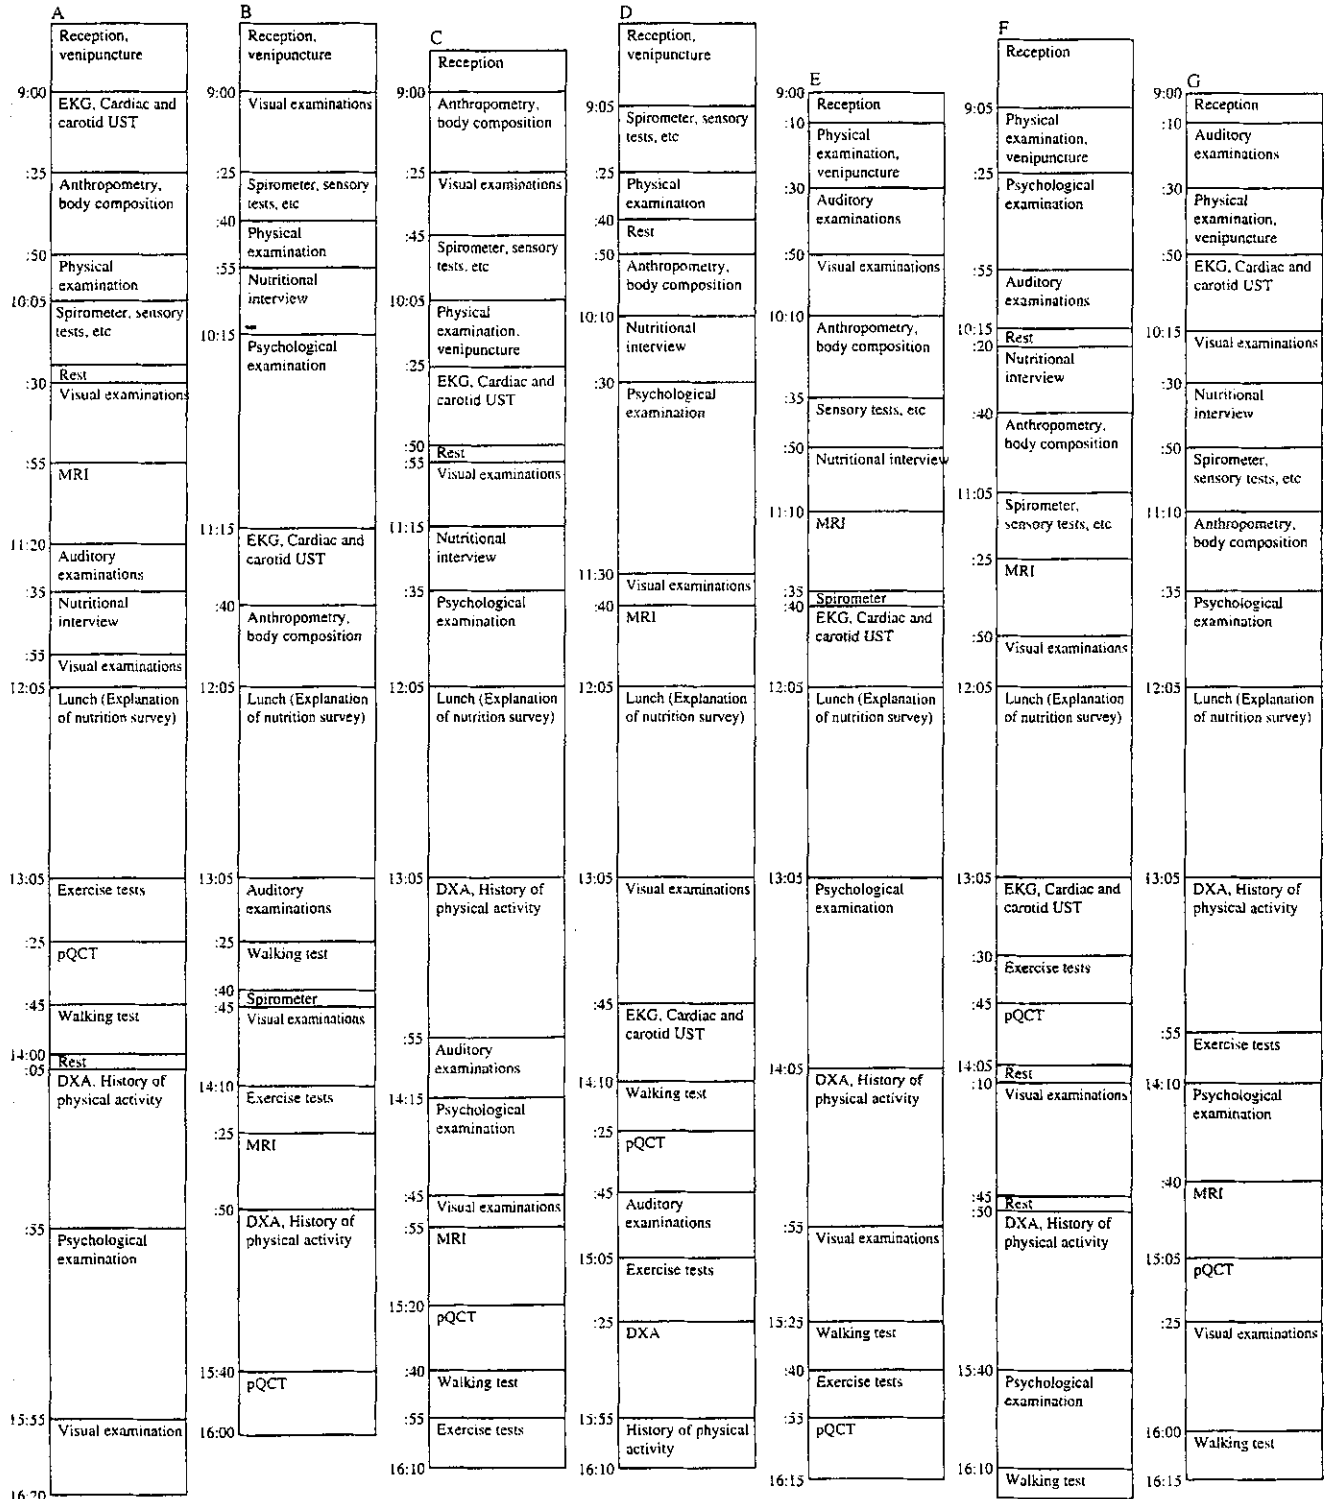 A
Reception,
venipuncture
9:00
EKG, Cardiac and
carotid UST
:25
Anthropometry,
body composition
:50
Physical
examination
10:05
Spirometer, sensory
tests, etc
Rest
:30
Visual examinations
:55
MRI
11:20
Auditory
examinations
:35
Nutritional
interview
:55
Visual examinations
12:05
Lunch (Explanation
of nutrition survey)
13:05
Exercise tests
:25
pQCT
:45
Walking test
14:00
Rest
:05
DXA, History of
physical activity
:55
Psychological
examination
15:55
Visual examination
16:20
B
Reception,
venipuncture
9:00
Visual examinations
:25
Spirometer, sensory
tests, etc
:40
Physical
examination
:55
Nutritional
interview
10:15
Psychological
examination
11:15
EKG, Cardiac and
carotid UST
:40
Anthropometry,
body composition
12:05
Lunch (Explanation
of nutrition survey)
13:05
Auditory
examinations
:25
Walking test
:40
Spirometer
:45
Visual examinations
14:10
Exercise tests
:25
MRI
:50
DXA, History of
physical activity
15:40
pQCT
16:00
C
Reception
9:00
Anthropometry,
body composition
:25
Visual examinations
:45
Spirometer, sensory
tests, etc
10:05
Physical
examination,
venipuncture
:25
EKG, Cardiac and
carotid UST
:50
Rest
:55
Visual examinations
11:15
Nutritional
interview
:35
Psychological
examination
12:05
Lunch (Explanation
of nutrition survey)
13:05
DXA, History of
physical activity
:55
Auditory
examinations
14:15
Psychological
examination
:45
Visual examinations
:55
MRI
15:20
pQCT
:40
Walking test
:55
Exercise tests
16:10
D
Reception,
venipuncture
9:05
Spirometer, sensory
tests, etc
:25
Physical
examination
:40
Rest
:50
Anthropometry,
body composition
10:10
Nutritional
interview
:30
Psychological
examination
11:30
Visual examinations
:40
MRI
12:05
Lunch (Explanation
of nutrition survey)
13:05
Visual examinations
:45
EKG, Cardiac and
carotid UST
14:10
Walking test
:25
pQCT
:45
Auditory
examinations
15:05
Exercise tests
:25
DXA
15:55
History of physical
activity
16:10
E
9:00
Reception
:10
Physical
examination,
venipuncture
:30
Auditory
examinations
:50
Visual examinations
10:10
Anthropometry,
body composition
:35
Sensory tests, etc
:50
Nutritional interview
11:10
MRI
:35
Spirometer
:40
EKG, Cardiac and
carotid UST
12:05
Lunch (Explanation
of nutrition survey)
13:05
Psychological
examination
14:05
DXA, History of
physical activity
:55
Visual examinations
15:25
Walking test
:40
Exercise tests
:55
pQCT
16:15
F
Reception
9:05
Physical
examination,
venipuncture
:25
Psychological
examination
:55
Auditory
examinations
10:15
Rest
:20
Nutritional
interview
:40
Anthropometry,
body composition
11:05
Spirometer,
sensory tests, etc
:25
MRI
:50
Visual examinations
12:05
Lunch (Explanation
of nutrition survey)
13:05
EKG, Cardiac and
carotid UST
:30
Exercise tests
:45
pQCT
14:05
Rest
:10
Visual examinations
:45
Rest
:50
DXA, History of
physical activity
15:40
Psychological
examination
16:10
Walking test
G
9:00
Reception
:10
Auditory
examinations
:30
Physical
examination,
venipuncture
:50
EKG, Cardiac and
carotid UST
10:15
Visual examinations
:30
Nutritional
interview
:50
Spirometer,
sensory tests, etc
11:10
Anthropometry,
body composition
:35
Psychological
examination
12:05
Lunch (Explanation
of nutrition survey)
13:05
DXA, History of
physical activity
:55
Exercise tests
14:10
Psychological
examination
:40
MRI
15:05
pQCT
:25
Visual examinations
16:00
Walking test
16:15